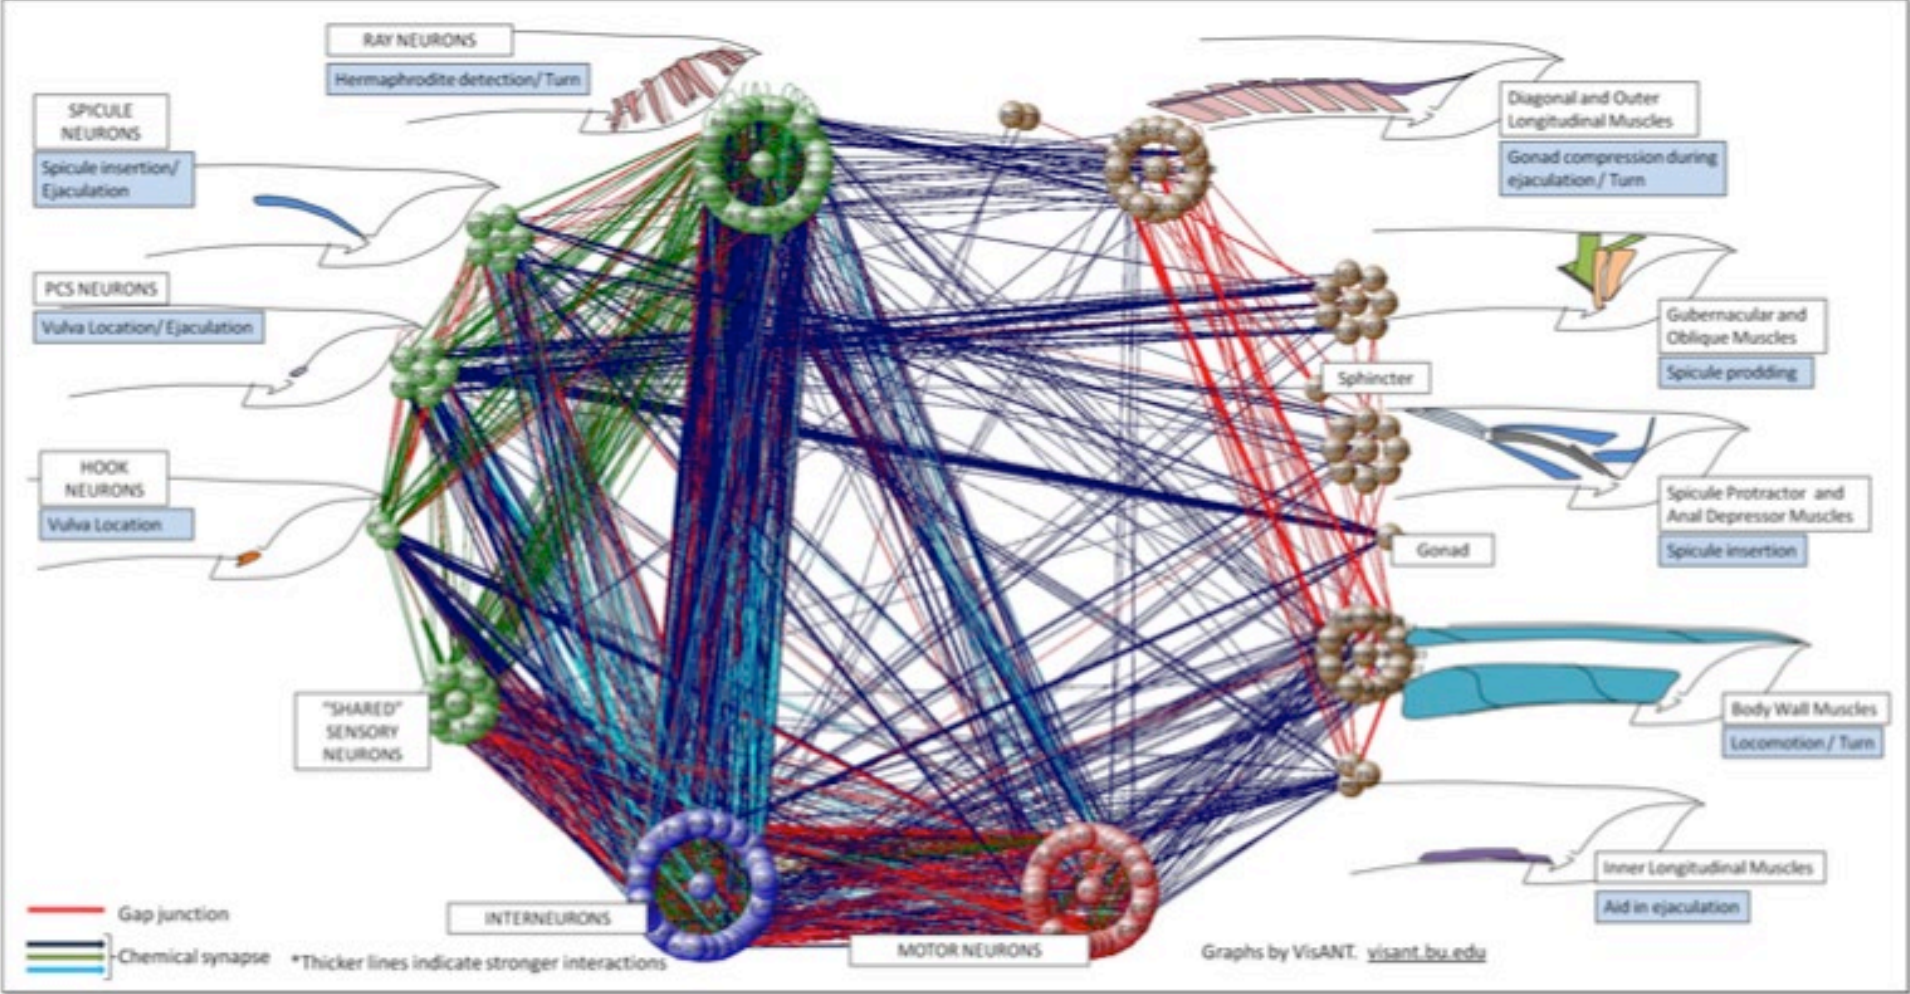 RAY NEURONS
Hermaphrodite detection/ Turn
SPICULE
NEURONS
Spicule insertion/
Ejaculation
PCS NEURONS
Vulva Location/ Ejaculation
HOOK
NEURONS
Vulva Location
"SHARED"
SENSORY
NEURONS
INTERNEURONS
MOTOR NEURONS
Diagonal and Outer
Longitudinal Muscles
Gonad compression during
ejaculation / Turn
Gubernacular and
Oblique Muscles
Spicule prodding
Sphincter
Spicule Protractor and
Anal Depressor Muscles
Spicule insertion
Gonad
Body Wall Muscles
Locomotion / Turn
Inner Longitudinal Muscles
Aid in ejaculation
Gap junction
Chemical synapse
*Thicker lines indicate stronger interactions
Graphs by VisANT. visant.bu.edu